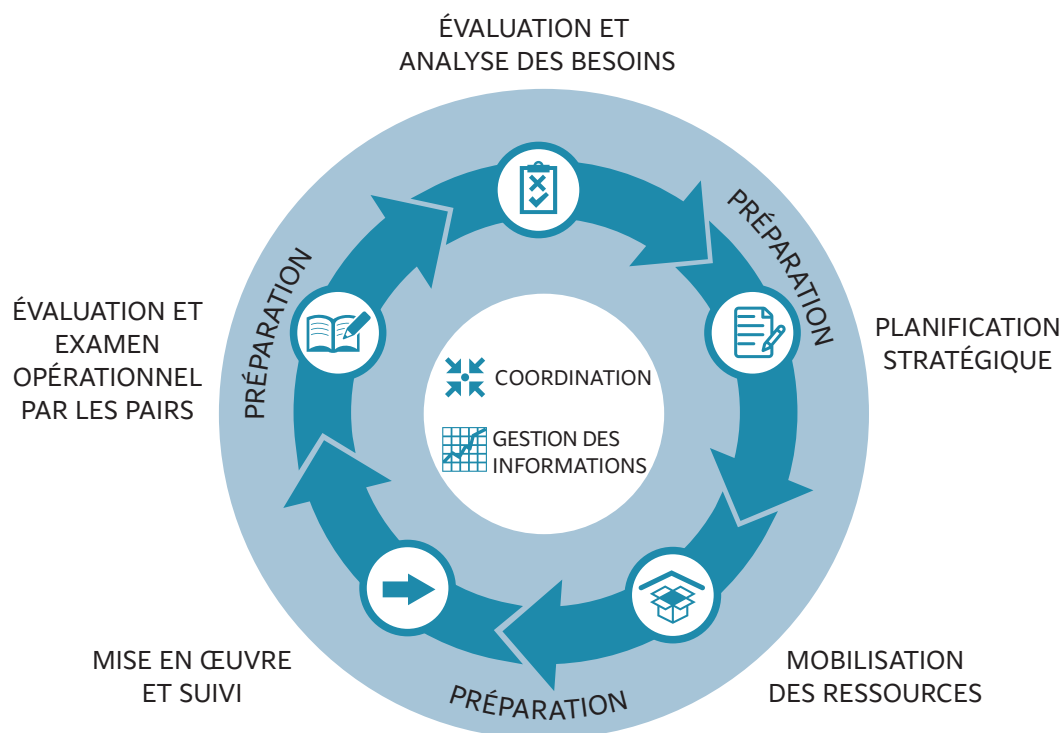 ÉVALUATION ET
ANALYSE DES BESOINS
PRÉPARATION
PLANIFICATION
STRATÉGIQUE
MOBILISATION
DES RESSOURCES
PRÉPARATION
MISE EN ŒUVRE
ET SUIVI
ÉVALUATION ET
EXAMEN
OPÉRATIONNEL
PAR LES PAIRS
PRÉPARATION
COORDINATION
GESTION DES
INFORMATIONS